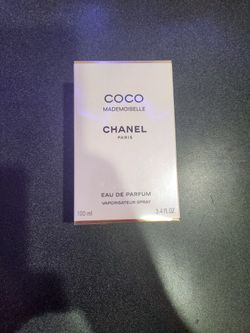 COCO
MADEMOISELLE
CHANEL
PARIS
EAU DE PARFUM
VAPORISATEUR SPRAY
100 ml 3.4 FL.OZ